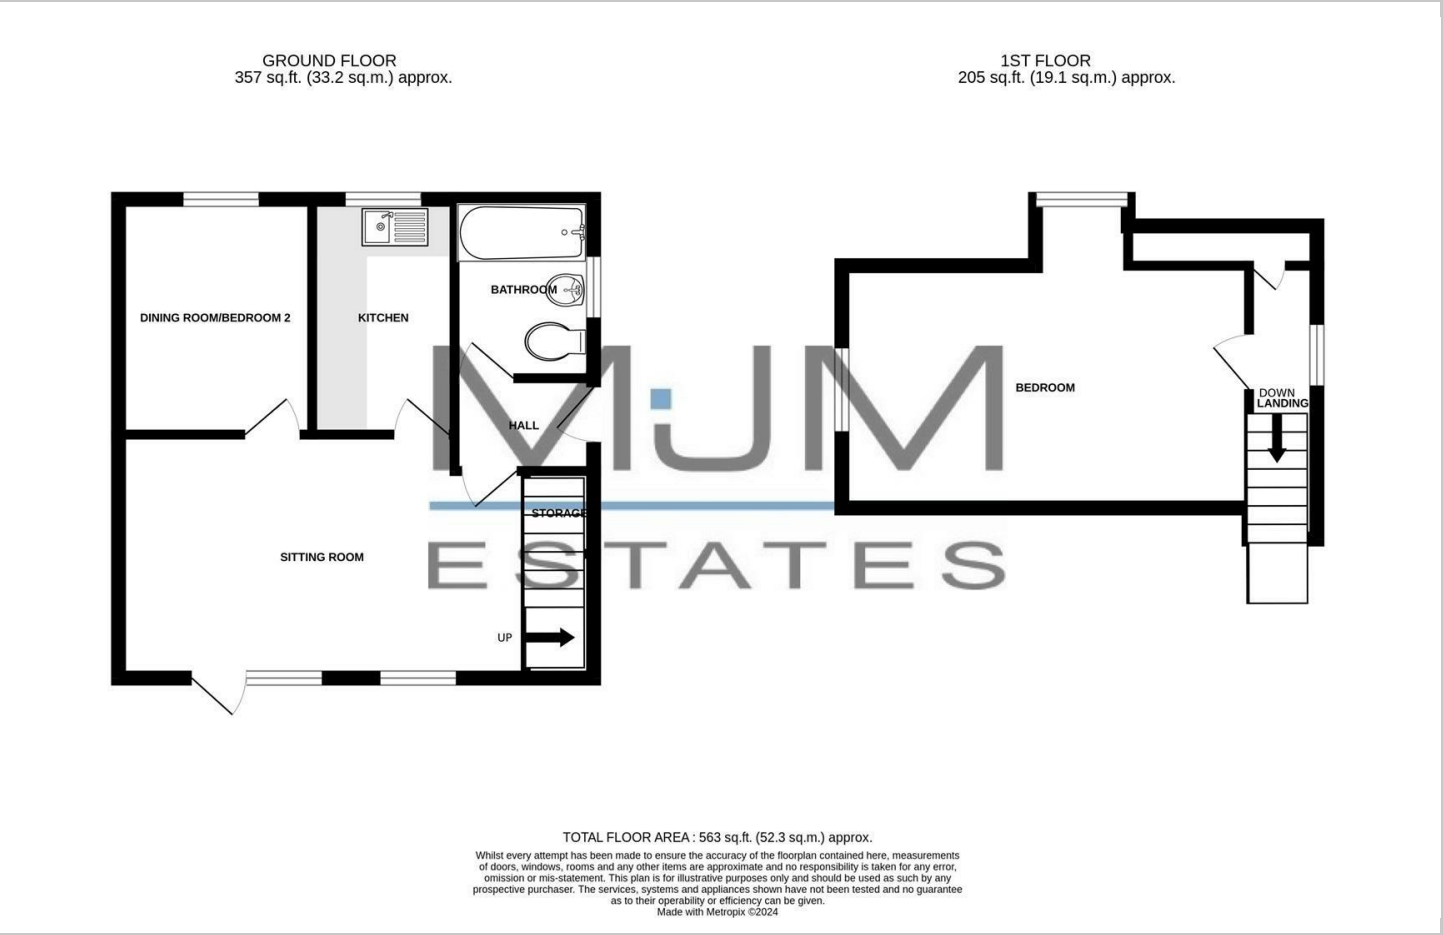 GROUND FLOOR
357 sq.ft. (33.2 sq.m.) approx.
1ST FLOOR
205 sq.ft. (19.1 sq.m.) approx.
DINING ROOM/BEDROOM 2
KITCHEN
BATHROOM
HALL
STORAGE
SITTING ROOM
UP
BEDROOM
DOWN
LANDING
MJM
ESTATES
TOTAL FLOOR AREA : 563 sq.ft. (52.3 sq.m.) approx.
Whilst every attempt has been made to ensure the accuracy of the floorplan contained here, measurements
of doors, windows, rooms and any other items are approximate and no responsibility is taken for any error,
omission or mis-statement. This plan is for illustrative purposes only and should be used as such by any
prospective purchaser. The services, systems and appliances shown have not been tested and no guarantee
as to their operability or efficiency can be given.
Made with Metropix ©2024